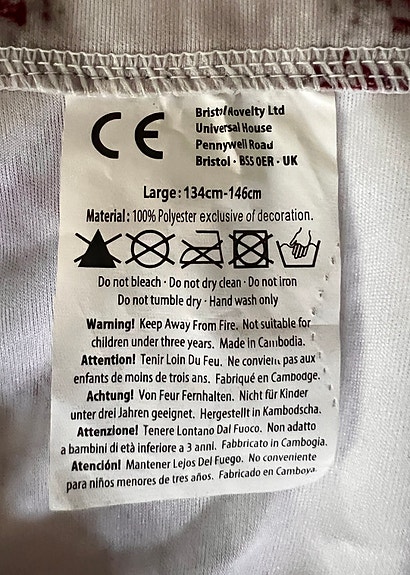 CE
Bristol Novelty Ltd
Universal House
Pennywell Road
Bristol · BS5 0ER · UK
Large: 134cm-146cm
Material: 100% Polyester exclusive of decoration.
Do not bleach · Do not dry clean · Do not iron
Do not tumble dry · Hand wash only
Warning! Keep Away From Fire. Not suitable for
children under three years. Made in Cambodia.
Attention! Tenir Loin Du Feu. Ne convient pas aux
enfants de moins de trois ans. Fabriqué en Cambodge.
Achtung! Von Feur Fernhalten. Nicht für Kinder
unter drei Jahren geeignet. Hergestellt in Kambodscha.
Attenzione! Tenere Lontano Dal Fuoco. Non adatto
a bambini di età inferiore a 3 anni. Fabbricato in Cambogia.
Atención! Mantener Lejos Del Fuego. No conveniente
para niños menores de tres años. Fabricado en Camboya.